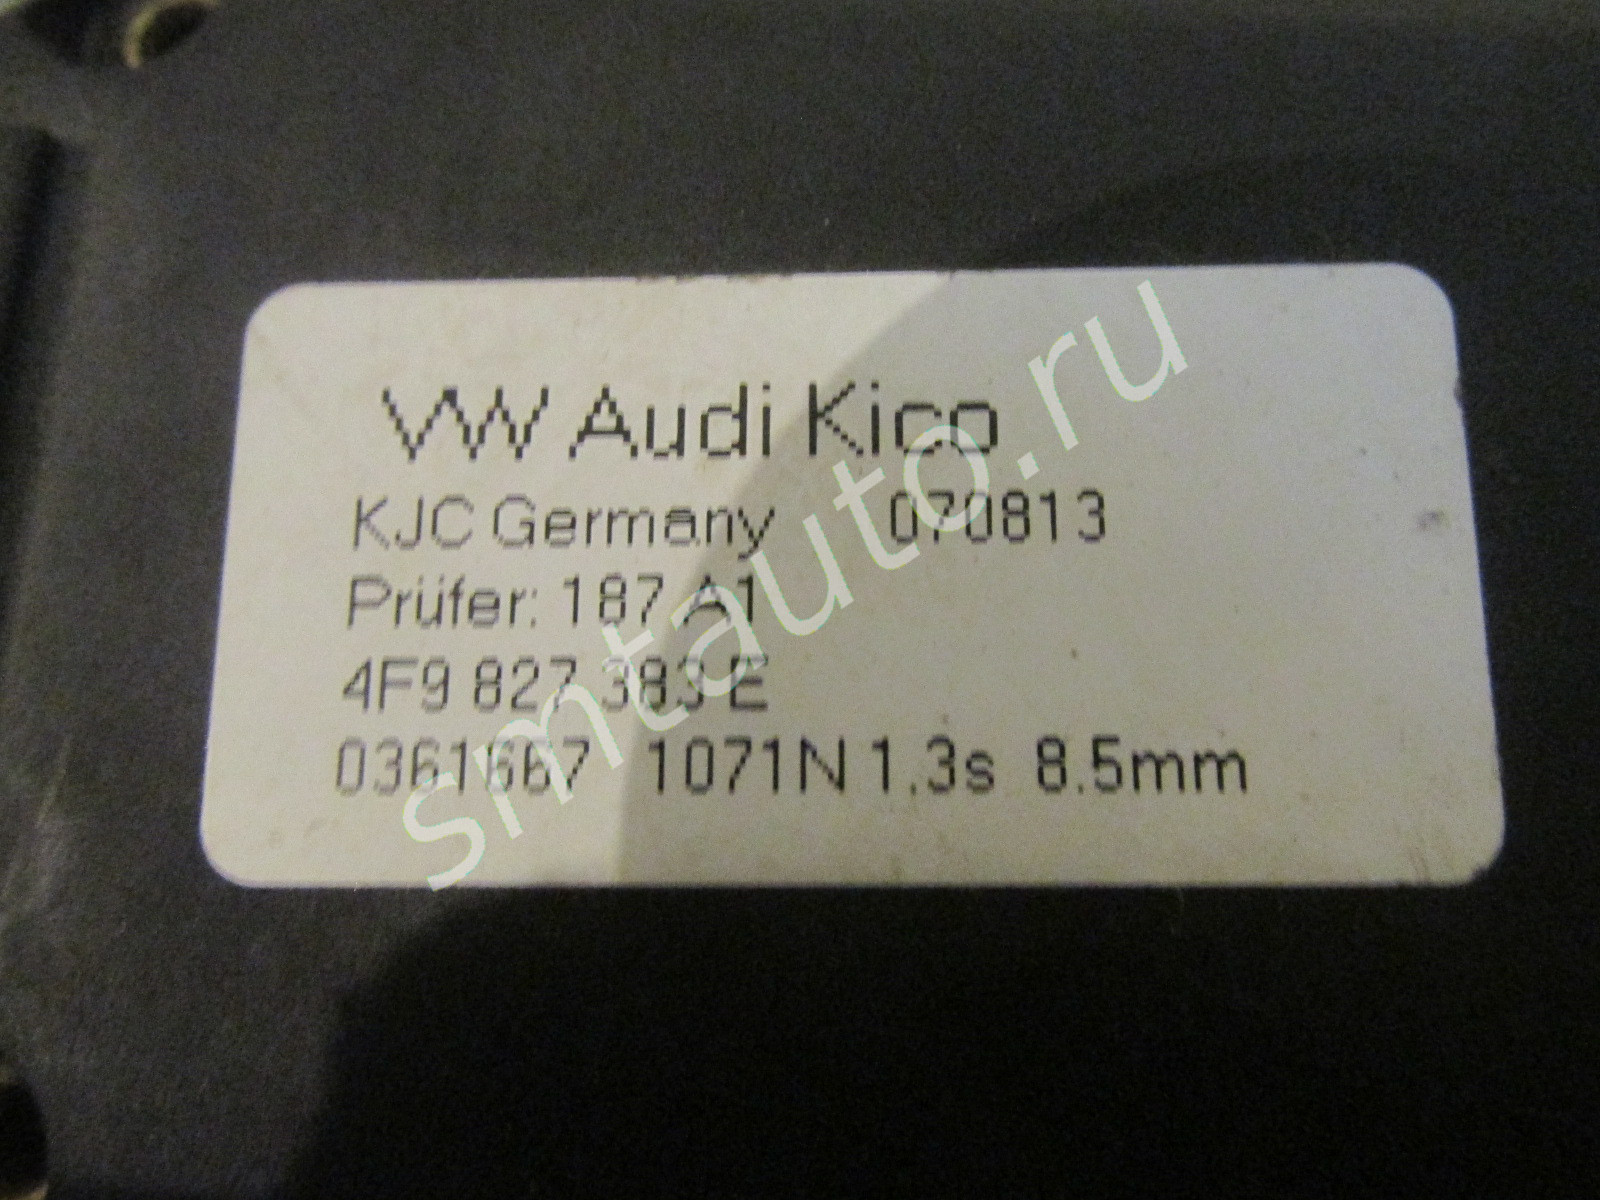 VW Audi Kico
KJC Germany 070813
Prüfer: 187 A1
4F9 827 383 E
0361667 1071N 1.3s 8.5mm
smtauto.ru